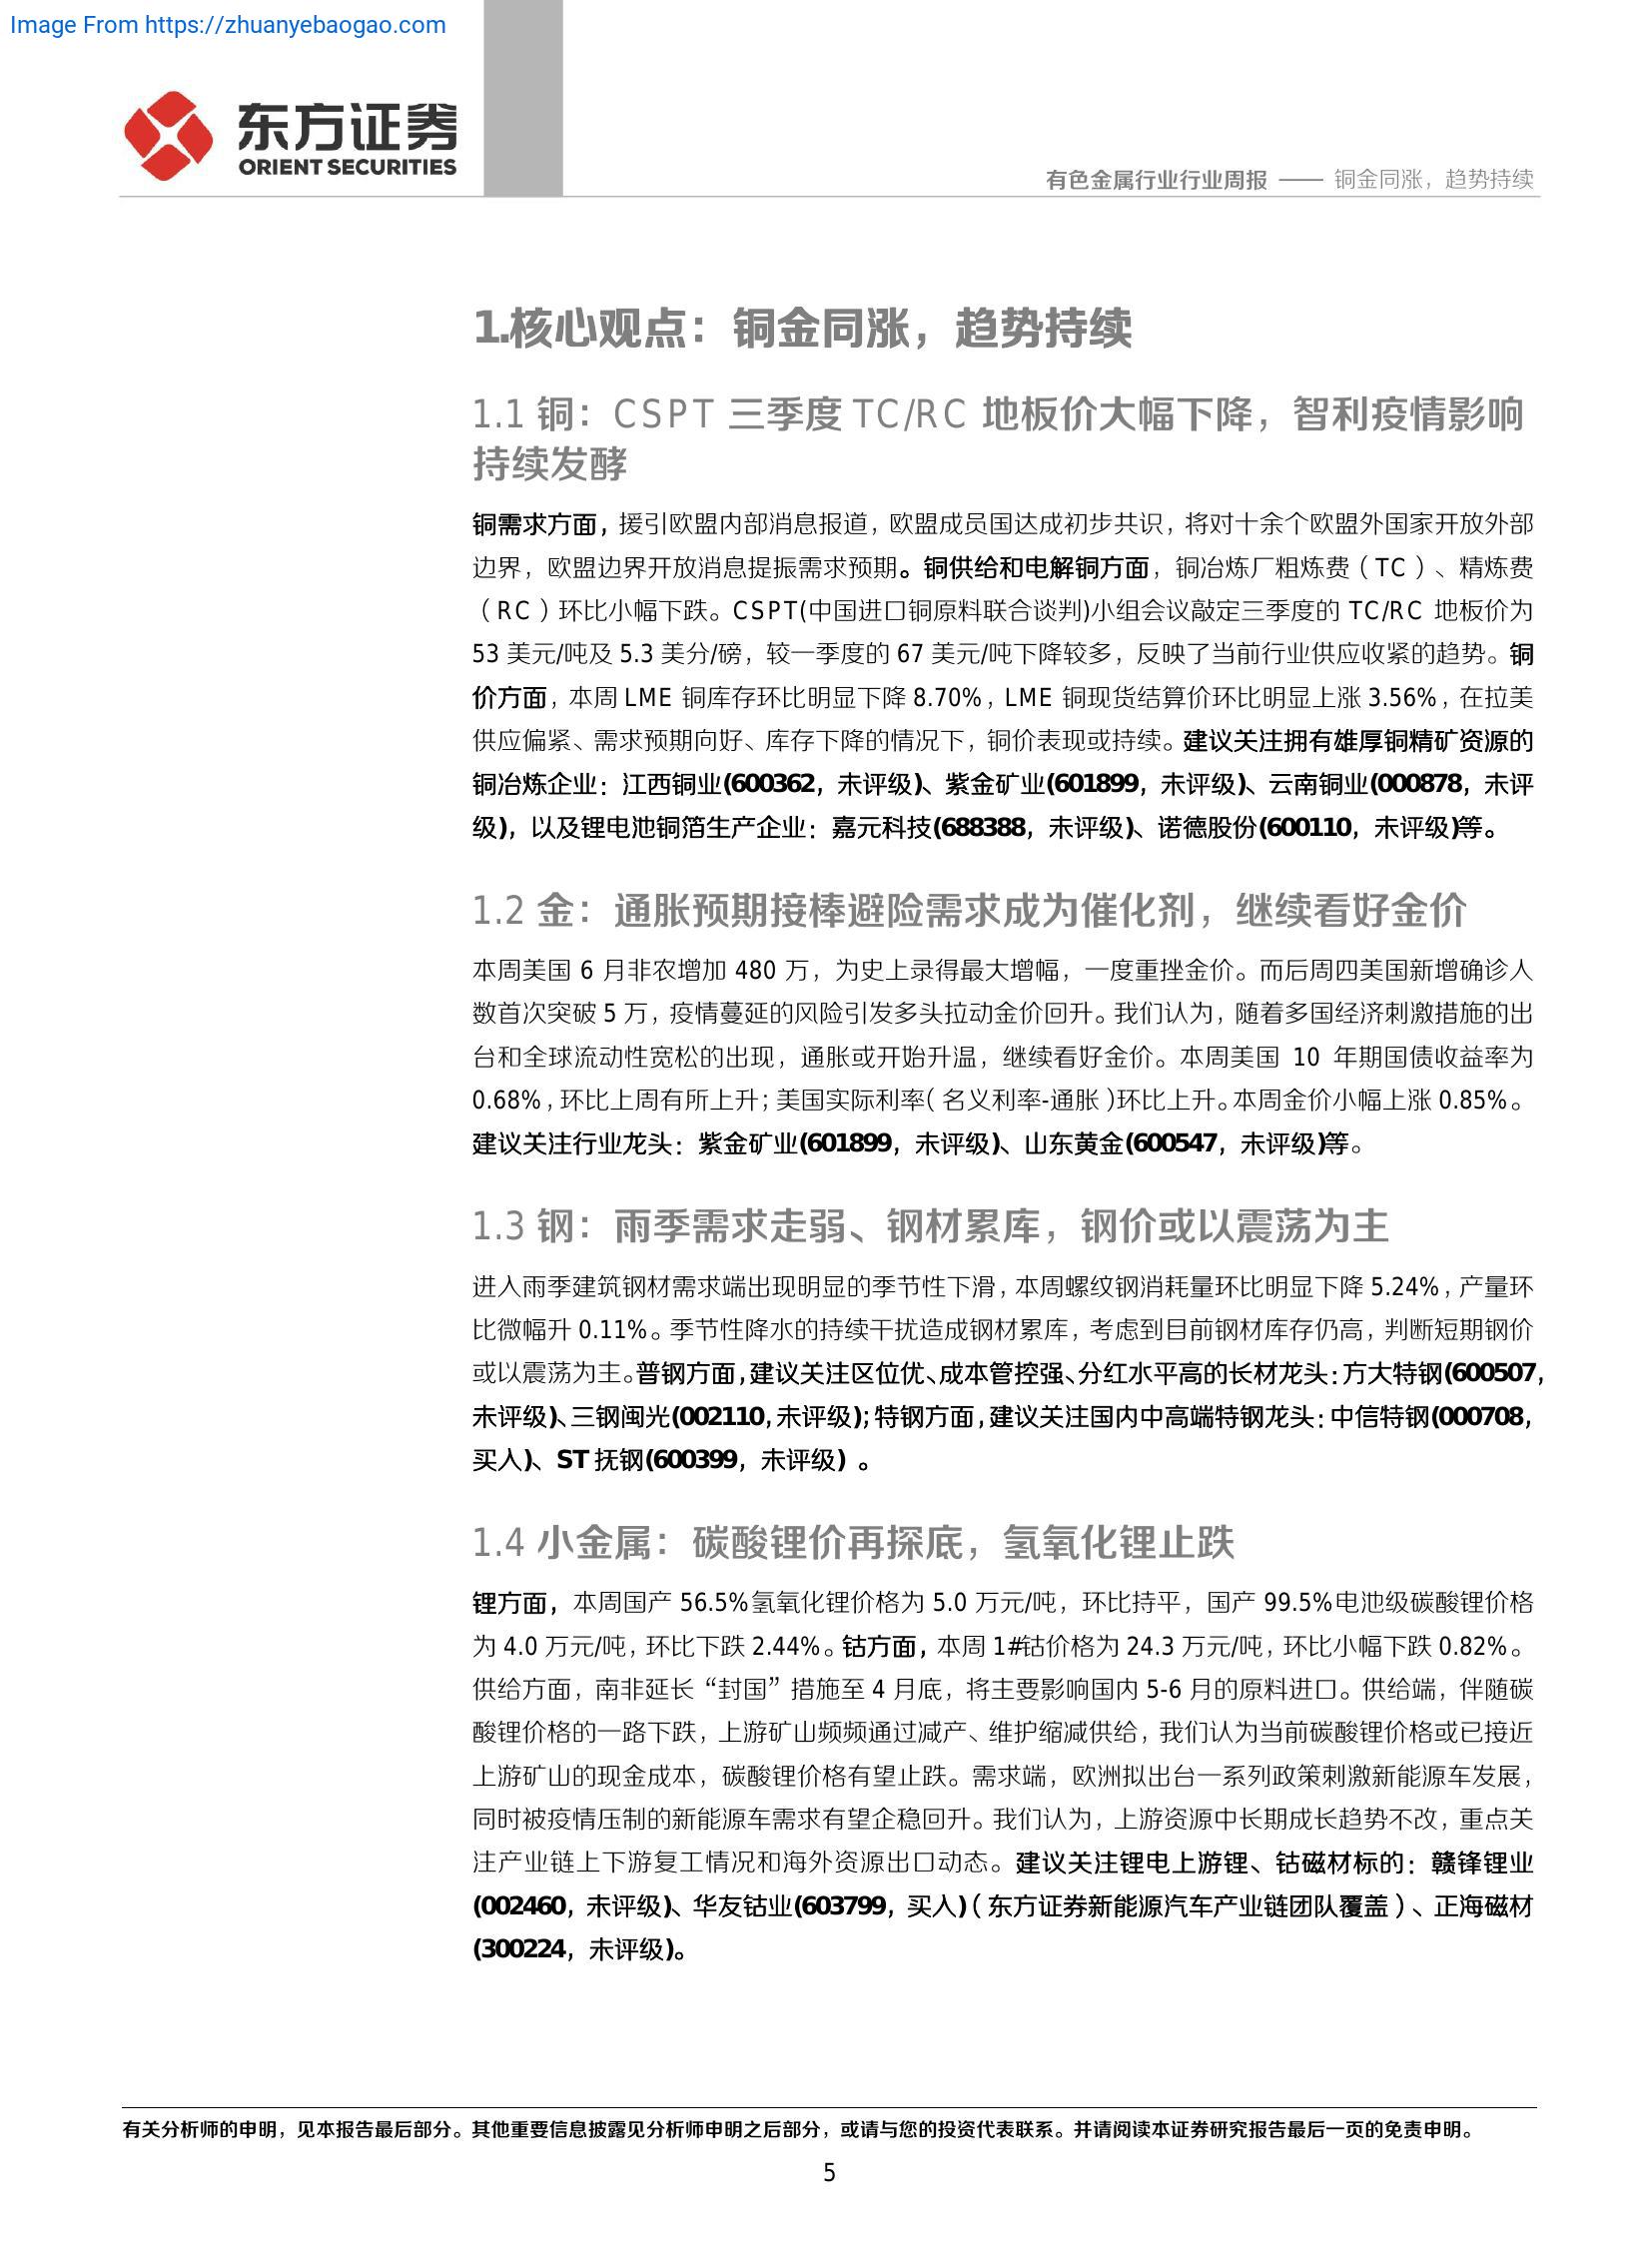 Image From https://zhuanyebaogao.com
东方证券
ORIENT SECURITIES
有色金属行业行业周报 —— 铜金同涨，趋势持续
1.核心观点：铜金同涨，趋势持续
1.1 铜：CSPT 三季度 TC/RC 地板价大幅下降，智利疫情影响
持续发酵
铜需求方面，援引欧盟内部消息报道，欧盟成员国达成初步共识，将对十余个欧盟外国家开放外部
边界，欧盟边界开放消息提振需求预期。铜供给和电解铜方面，铜冶炼厂粗炼费（TC）、精炼费
（RC）环比小幅下跌。CSPT(中国进口铜原料联合谈判)小组会议敲定三季度的 TC/RC 地板价为
53 美元/吨及 5.3 美分/磅，较一季度的 67 美元/吨下降较多，反映了当前行业供应收紧的趋势。铜
价方面，本周 LME 铜库存环比明显下降 8.70%，LME 铜现货结算价环比明显上涨 3.56%，在拉美
供应偏紧、需求预期向好、库存下降的情况下，铜价表现或持续。建议关注拥有雄厚铜精矿资源的
铜冶炼企业：江西铜业(600362，未评级)、紫金矿业(601899，未评级)、云南铜业(000878，未评
级)，以及锂电池铜箔生产企业：嘉元科技(688388，未评级)、诺德股份(600110，未评级)等。
1.2 金：通胀预期接棒避险需求成为催化剂，继续看好金价
本周美国 6 月非农增加 480 万，为史上录得最大增幅，一度重挫金价。而后周四美国新增确诊人
数首次突破 5 万，疫情蔓延的风险引发多头拉动金价回升。我们认为，随着多国经济刺激措施的出
台和全球流动性宽松的出现，通胀或开始升温，继续看好金价。本周美国 10 年期国债收益率为
0.68%，环比上周有所上升；美国实际利率（名义利率-通胀）环比上升。本周金价小幅上涨 0.85%。
建议关注行业龙头：紫金矿业(601899，未评级)、山东黄金(600547，未评级)等。
1.3 钢：雨季需求走弱、钢材累库，钢价或以震荡为主
进入雨季建筑钢材需求端出现明显的季节性下滑，本周螺纹钢消耗量环比明显下降 5.24%，产量环
比微幅升 0.11%。季节性降水的持续干扰造成钢材累库，考虑到目前钢材库存仍高，判断短期钢价
或以震荡为主。普钢方面，建议关注区位优、成本管控强、分红水平高的长材龙头：方大特钢(600507，
未评级)、三钢闽光(002110，未评级)；特钢方面，建议关注国内中高端特钢龙头：中信特钢(000708，
买入)、ST 抚钢(600399，未评级) 。
1.4 小金属：碳酸锂价再探底，氢氧化锂止跌
锂方面，本周国产 56.5%氢氧化锂价格为 5.0 万元/吨，环比持平，国产 99.5%电池级碳酸锂价格
为 4.0 万元/吨，环比下跌 2.44%。钴方面，本周 1#钴价格为 24.3 万元/吨，环比小幅下跌 0.82%。
供给方面，南非延长“封国”措施至 4 月底，将主要影响国内 5-6 月的原料进口。供给端，伴随碳
酸锂价格的一路下跌，上游矿山频频通过减产、维护缩减供给，我们认为当前碳酸锂价格或已接近
上游矿山的现金成本，碳酸锂价格有望止跌。需求端，欧洲拟出台一系列政策刺激新能源车发展，
同时被疫情压制的新能源车需求有望企稳回升。我们认为，上游资源中长期成长趋势不改，重点关
注产业链上下游复工情况和海外资源出口动态。建议关注锂电上游锂、钴磁材标的：赣锋锂业
(002460，未评级)、华友钴业(603799，买入)（东方证券新能源汽车产业链团队覆盖）、正海磁材
(300224，未评级)。
有关分析师的申明，见本报告最后部分。其他重要信息披露见分析师申明之后部分，或请与您的投资代表联系。并请阅读本证券研究报告最后一页的免责申明。
5